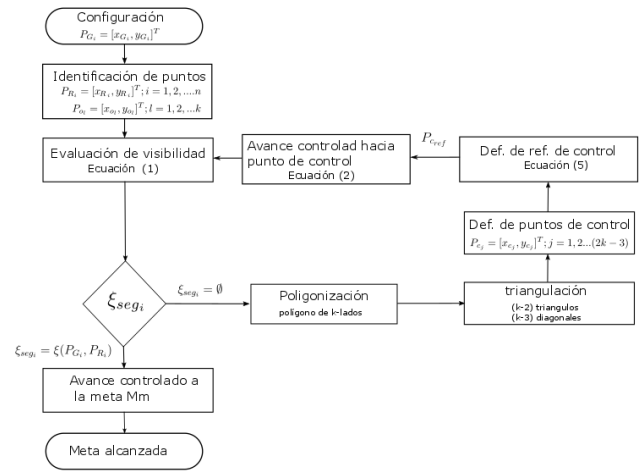 Configuración
P_{G_i} = [x_{G_i}, y_{G_i}]^T
Identificación de puntos
P_{R_i} = [x_{R_i}, y_{R_i}]^T; i = 1, 2, ....n
P_{o_l} = [x_{o_l}, y_{o_l}]^T; l = 1, 2, ...k
Evaluación de visibilidad
Ecuación (1)
Avance controlad hacia
punto de control
Ecuación (2)
P_{c_{ref}}
Def. de ref. de control
Ecuación (5)
Def. de puntos de control
P_{c_j} = [x_{c_j}, y_{c_j}]^T; j = 1, 2...(2k − 3)
ξ_{seg_i}
ξ_{seg_i} = ∅
Poligonización
polígono de k-lados
triangulación
(k-2) triangulos
(k-3) diagonales
ξ_{seg_i} = ξ(P_{G_i}, P_{R_i})
Avance controlado a
la meta Mm
Meta alcanzada